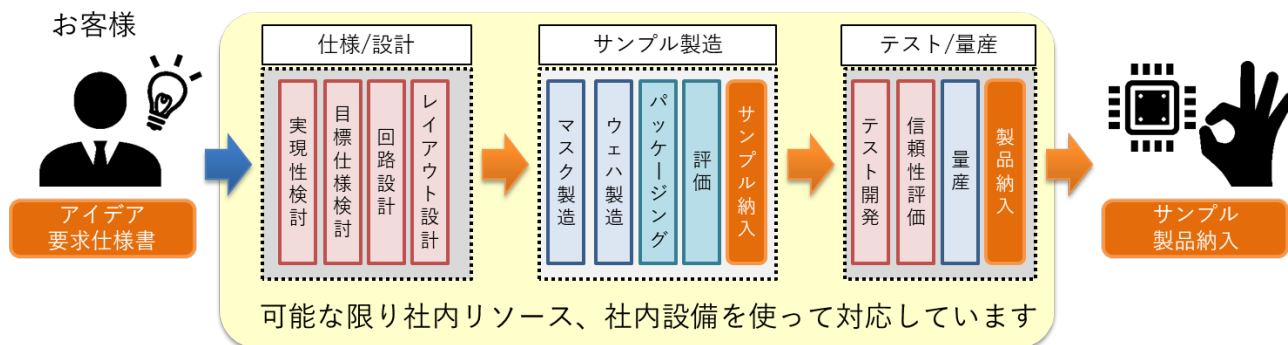 お客様
アイデア
要求仕様書
仕様/設計
実現性検討
目標仕様検討
回路設計
レイアウト設計
サンプル製造
マスク製造
ウェハ製造
パッケージング
評価
サンプル納入
テスト/量産
テスト開発
信頼性評価
量産
製品納入
サンプル
製品納入
可能な限り社内リソース、社内設備を使って対応しています